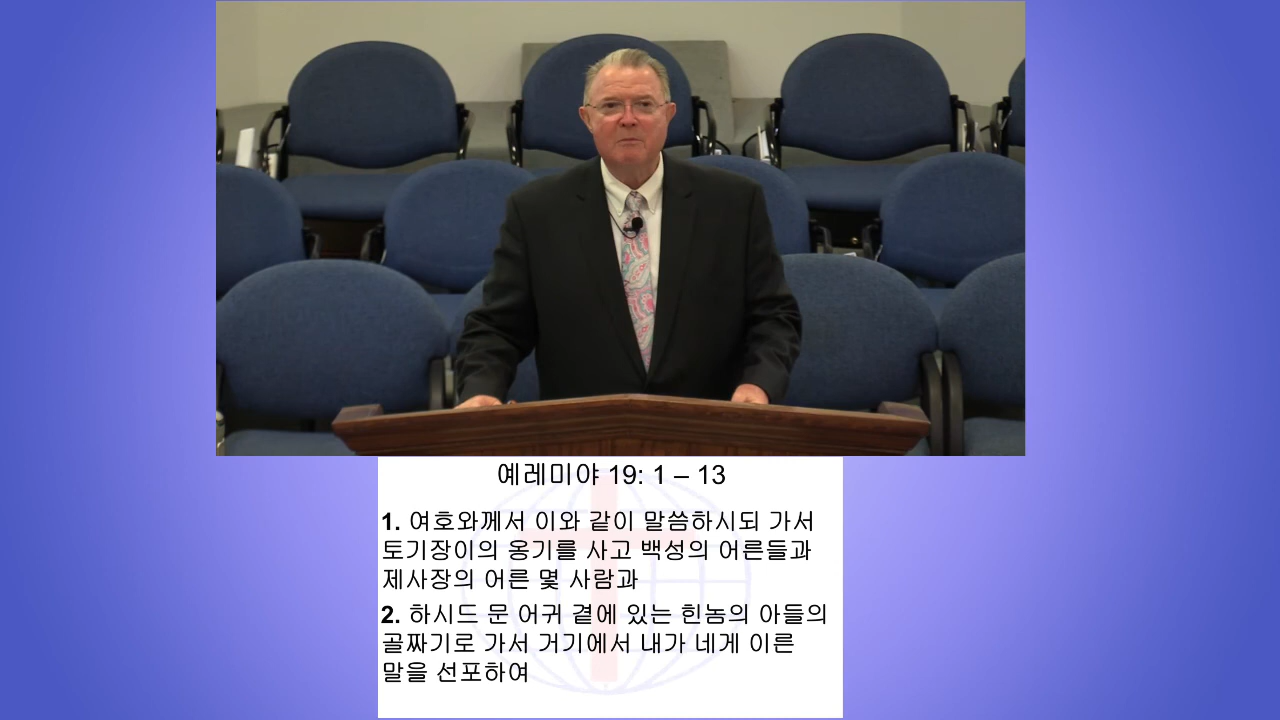 예레미야 19: 1 – 13
1. 여호와께서 이와 같이 말씀하시되 가서
토기장이의 옹기를 사고 백성의 어른들과
제사장의 어른 몇 사람과
2. 하시드 문 어귀 곁에 있는 힌놈의 아들의
골짜기로 가서 거기에서 내가 네게 이른
말을 선포하여